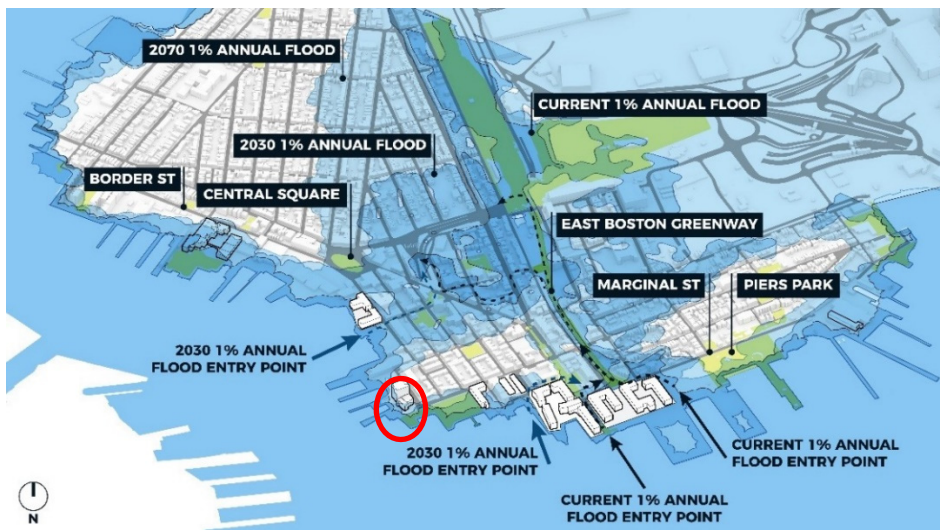 2070 1% ANNUAL FLOOD
CURRENT 1% ANNUAL FLOOD
2030 1% ANNUAL FLOOD
BORDER ST
CENTRAL SQUARE
EAST BOSTON GREENWAY
MARGINAL ST
PIERS PARK
2030 1% ANNUAL
FLOOD ENTRY POINT
2030 1% ANNUAL
FLOOD ENTRY POINT
CURRENT 1% ANNUAL
FLOOD ENTRY POINT
CURRENT 1% ANNUAL
FLOOD ENTRY POINT
N